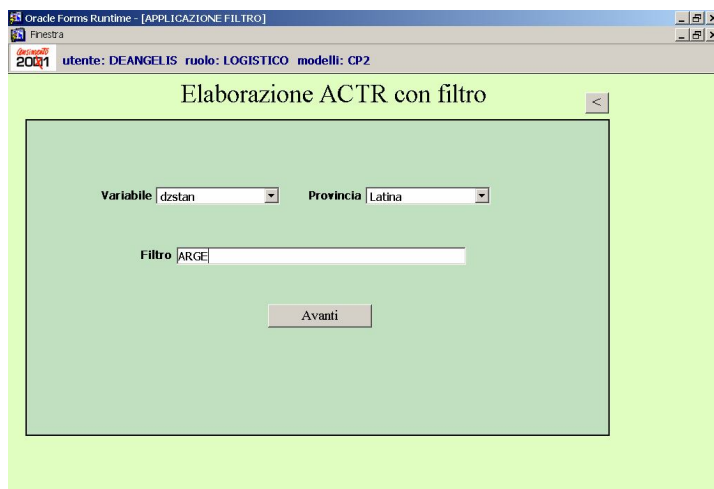 Oracle Forms Runtime - [APPLICAZIONE FILTRO]
Finestra
Censimento
2001 utente: DEANGELIS ruolo: LOGISTICO modelli: CP2
Elaborazione ACTR con filtro
<
Variabile dzstan Provincia Latina
Filtro ARGE
Avanti